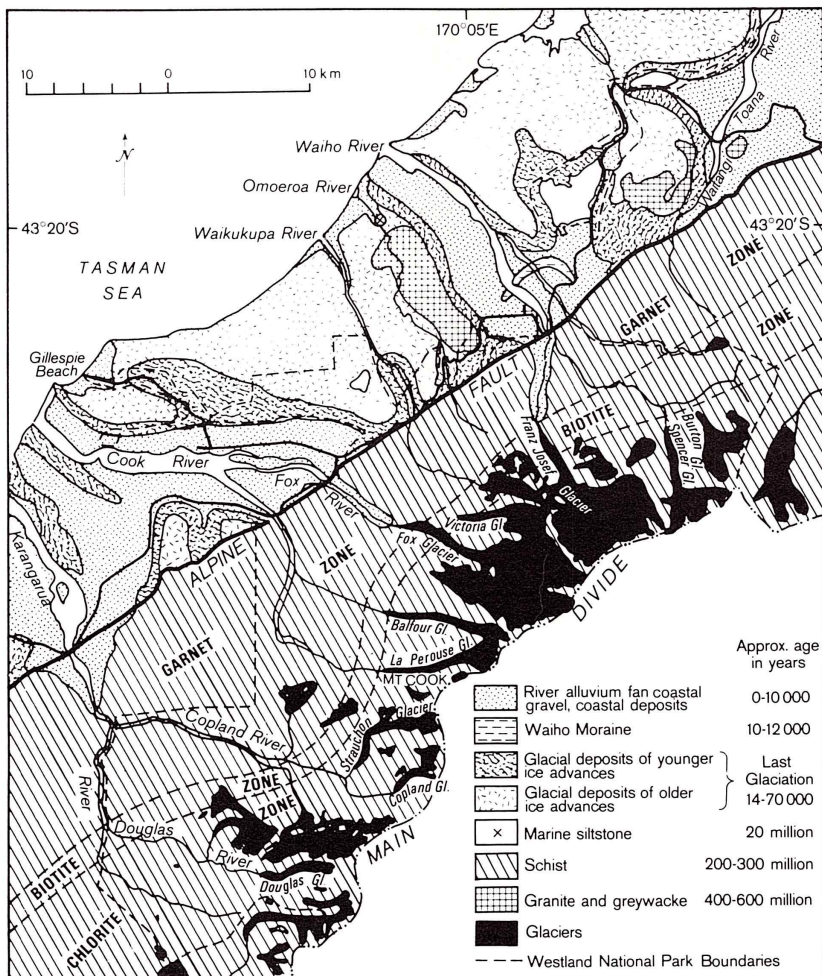 170°05'E
10 0 10 km
N
Waiho River
Omoeroa River
Waikukupa River
43°20'S
43°20'S
TASMAN
SEA
Toana
River
Waitangi
Gillespie
Beach
Cook River
Fox
River
Karangarua
River
ALPINE FAULT
GARNET
ZONE
BIOTITE
ZONE
ZONE
GARNET
Franz Josef
Glacier
Burton Gl.
Spencer Gl.
Victoria Gl.
Fox Glacier
Balfour Gl.
La Perouse Gl.
MT COOK
MAIN DIVIDE
Strauchon
Glacier
Copland River
Copland Gl.
ZONE
ZONE
Douglas
River
Douglas Gl.
BIOTITE
CHLORITE
Approx. age
in years
River alluvium fan coastal
gravel, coastal deposits 0-10 000
Waiho Moraine 10-12 000
Glacial deposits of younger
ice advances
Glacial deposits of older
ice advances
Last
Glaciation
14-70 000
x Marine siltstone 20 million
Schist 200-300 million
Granite and greywacke 400-600 million
Glaciers
Westland National Park Boundaries